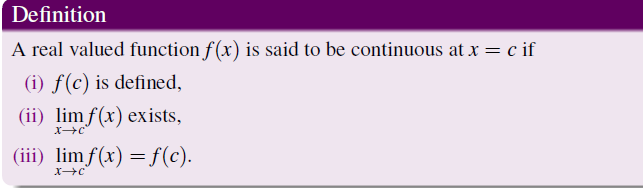 Definition
A real valued function f(x) is said to be continuous at x = c if
(i) f(c) is defined,
(ii) lim f(x) exists,
x→c
(iii) lim f(x) = f(c).
x→c